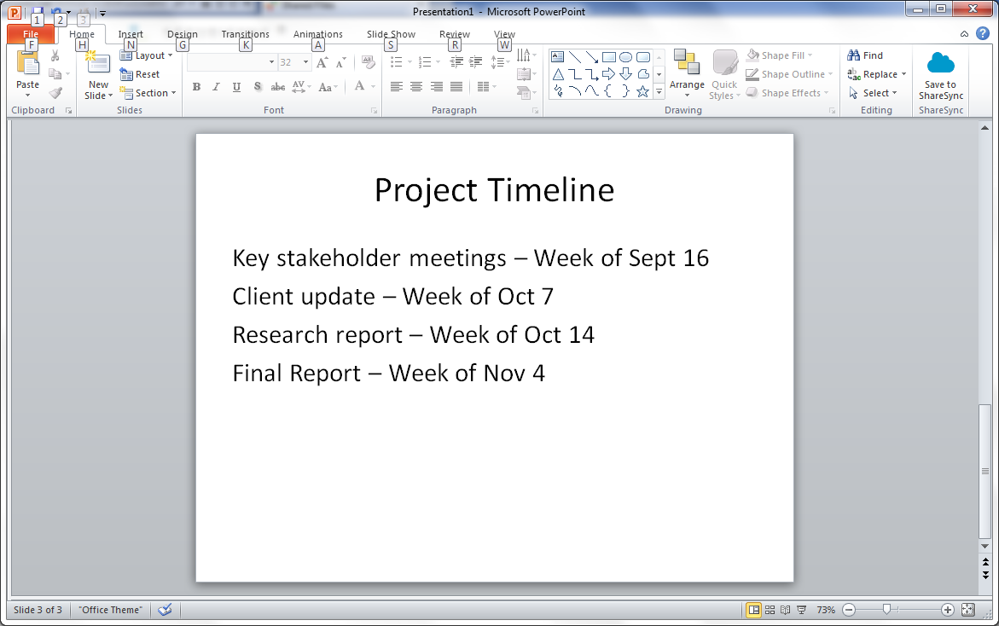 Presentation1 - Microsoft PowerPoint
1 2 3
File Home Insert Design Transitions Animations Slide Show Review View
F H N G K A S R W
Paste
Clipboard
New Slide
Layout
Reset
Section
Slides
32
B I U S abc AV Aa A
Font
Paragraph
Arrange
Quick Styles
Shape Fill
Shape Outline
Shape Effects
Drawing
Find
Replace
Select
Editing
Save to ShareSync
ShareSync
Project Timeline
Key stakeholder meetings – Week of Sept 16
Client update – Week of Oct 7
Research report – Week of Oct 14
Final Report – Week of Nov 4
Slide 3 of 3 "Office Theme" 73%